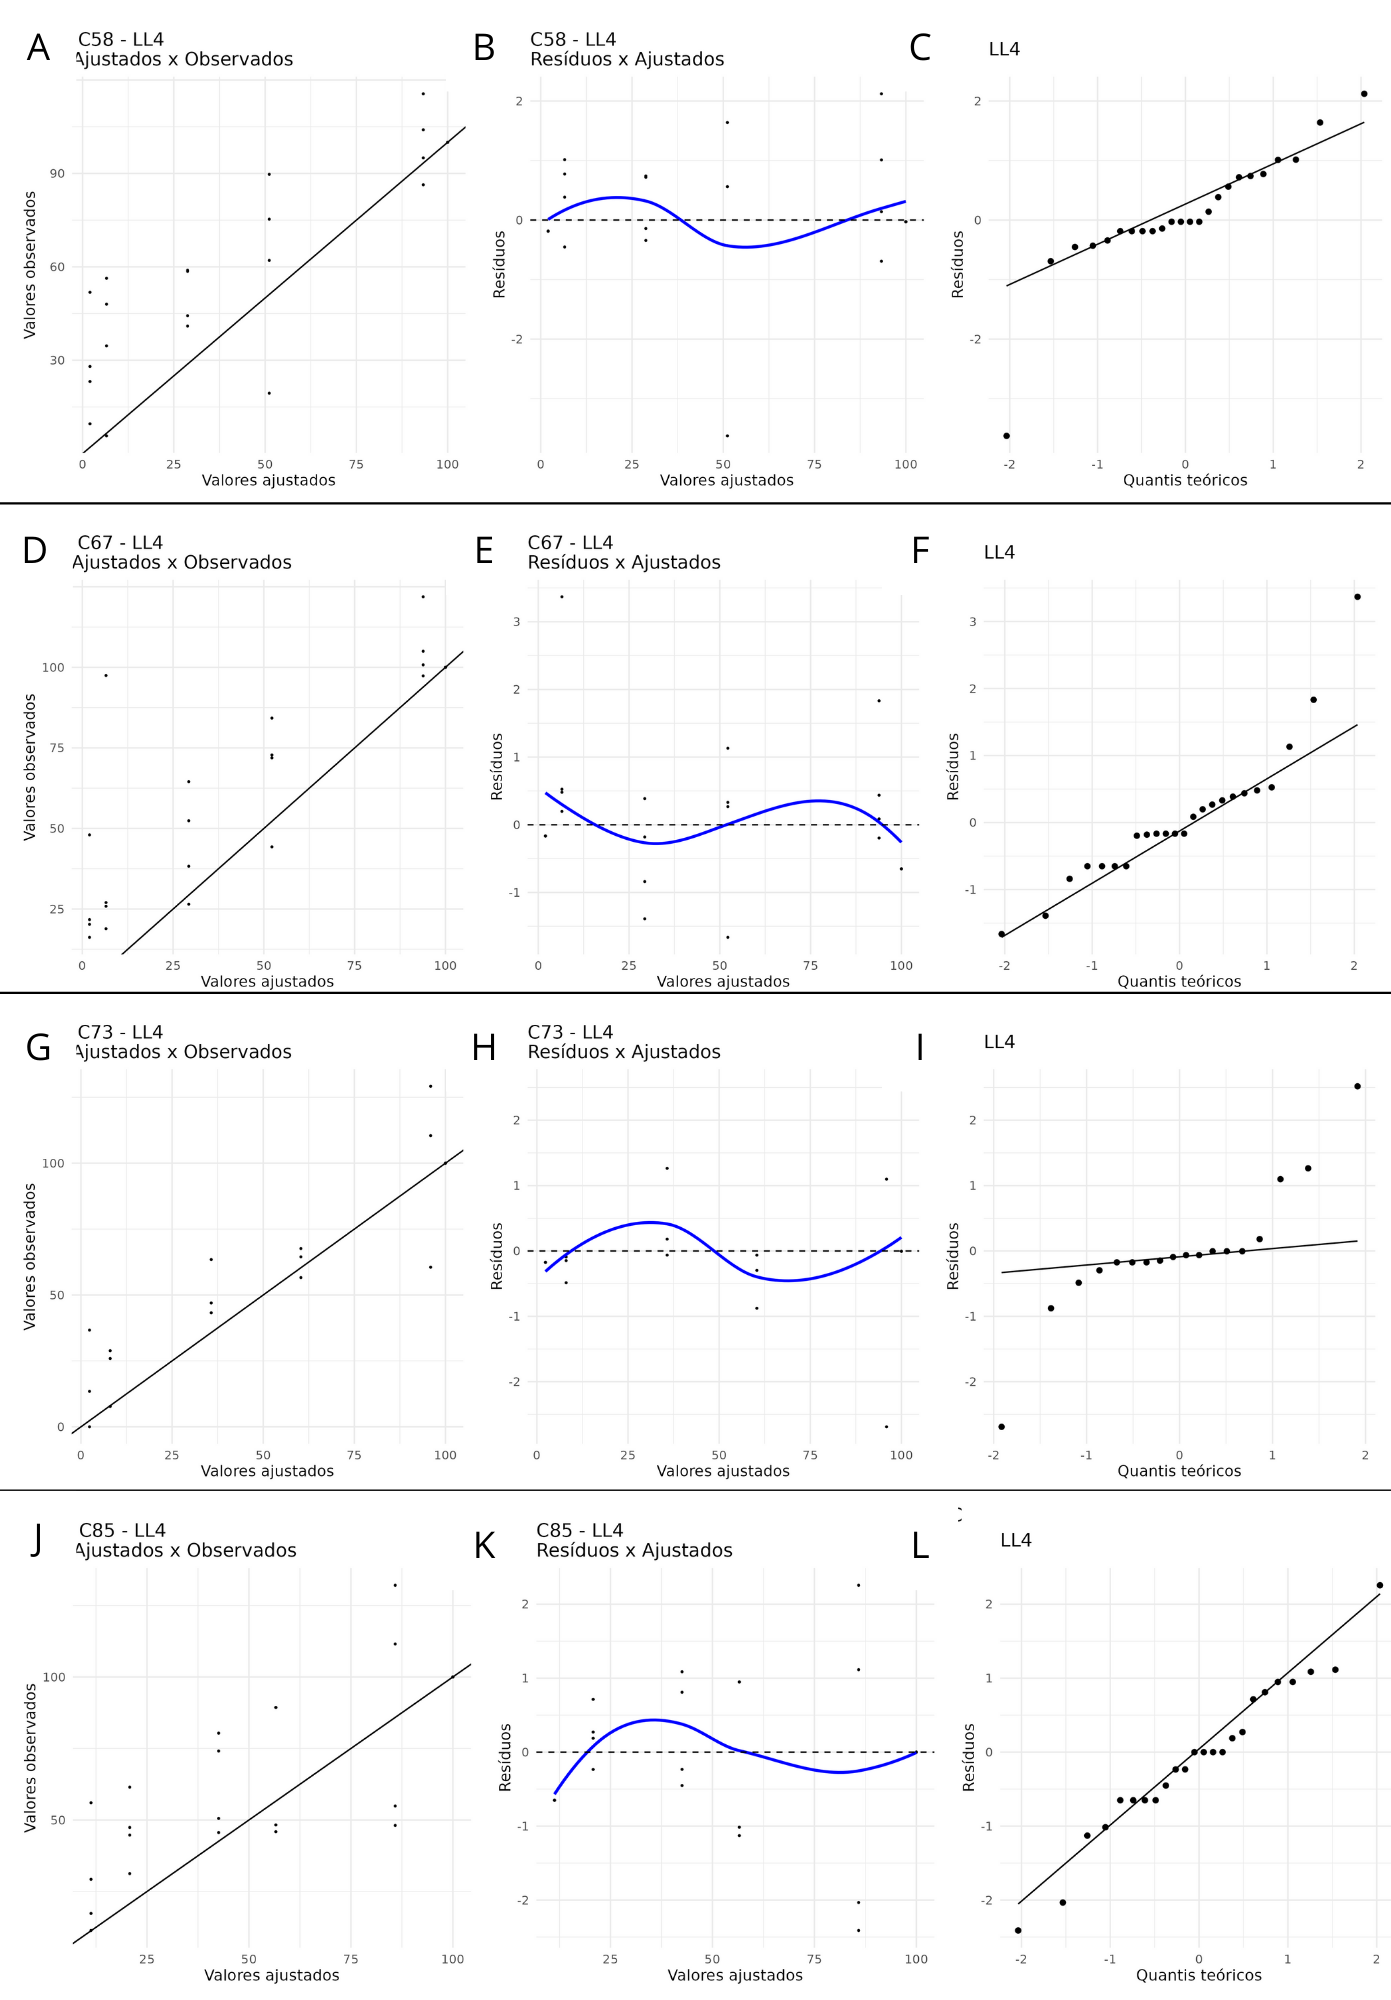 A
C58 - LL4
Ajustados x Observados
Valores observados
90
60
30
0
25
50
75
100
Valores ajustados
B
C58 - LL4
Resíduos x Ajustados
Resíduos
2
0
-2
0
25
50
75
100
Valores ajustados
C
LL4
Resíduos
2
0
-2
-2
-1
0
1
2
Quantis teóricos
D
C67 - LL4
Ajustados x Observados
Valores observados
100
75
50
25
0
25
50
75
100
Valores ajustados
E
C67 - LL4
Resíduos x Ajustados
Resíduos
3
2
1
0
-1
0
25
50
75
100
Valores ajustados
F
LL4
Resíduos
3
2
1
0
-1
-2
-1
0
1
2
Quantis teóricos
G
C73 - LL4
Ajustados x Observados
Valores observados
100
50
0
0
25
50
75
100
Valores ajustados
H
C73 - LL4
Resíduos x Ajustados
Resíduos
2
1
0
-1
-2
0
25
50
75
100
Valores ajustados
I
LL4
Resíduos
2
1
0
-1
-2
-2
-1
0
1
2
Quantis teóricos
J
C85 - LL4
Ajustados x Observados
Valores observados
100
50
25
50
75
100
Valores ajustados
K
C85 - LL4
Resíduos x Ajustados
Resíduos
2
1
0
-1
-2
25
50
75
100
Valores ajustados
L
LL4
Resíduos
2
1
0
-1
-2
-2
-1
0
1
2
Quantis teóricos